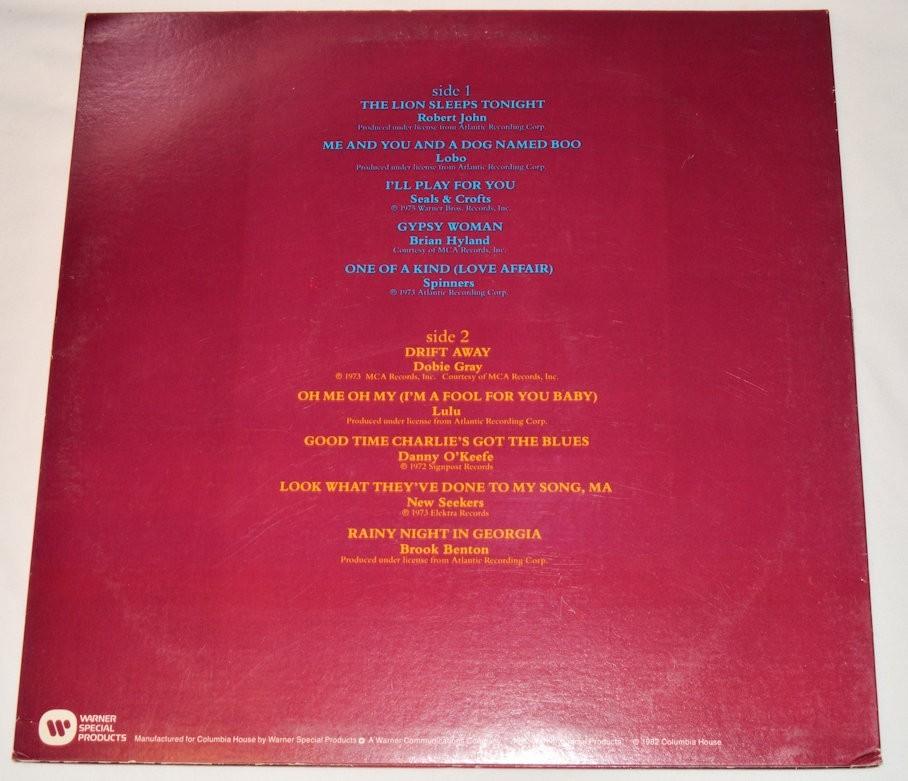 side 1
THE LION SLEEPS TONIGHT
Robert John
Produced under license from Atlantic Recording Corp.
ME AND YOU AND A DOG NAMED BOO
Lobo
Produced under license from Atlantic Recording Corp.
I'LL PLAY FOR YOU
Seals & Crofts
℗ 1975 Warner Bros. Records, Inc.
GYPSY WOMAN
Brian Hyland
Courtesy of MCA Records, Inc.
ONE OF A KIND (LOVE AFFAIR)
Spinners
℗ 1973 Atlantic Recording Corp.
side 2
DRIFT AWAY
Dobie Gray
℗ 1973 MCA Records, Inc. Courtesy of MCA Records, Inc.
OH ME OH MY (I'M A FOOL FOR YOU BABY)
Lulu
Produced under license from Atlantic Recording Corp.
GOOD TIME CHARLIE'S GOT THE BLUES
Danny O'Keefe
℗ 1972 Signpost Records
LOOK WHAT THEY'VE DONE TO MY SONG, MA
New Seekers
℗ 1973 Elektra Records
RAINY NIGHT IN GEORGIA
Brook Benton
Produced under license from Atlantic Recording Corp.
WARNER
SPECIAL
PRODUCTS
Manufactured for Columbia House by Warner Special Products A Warner Communications Products © 1982 Columbia House